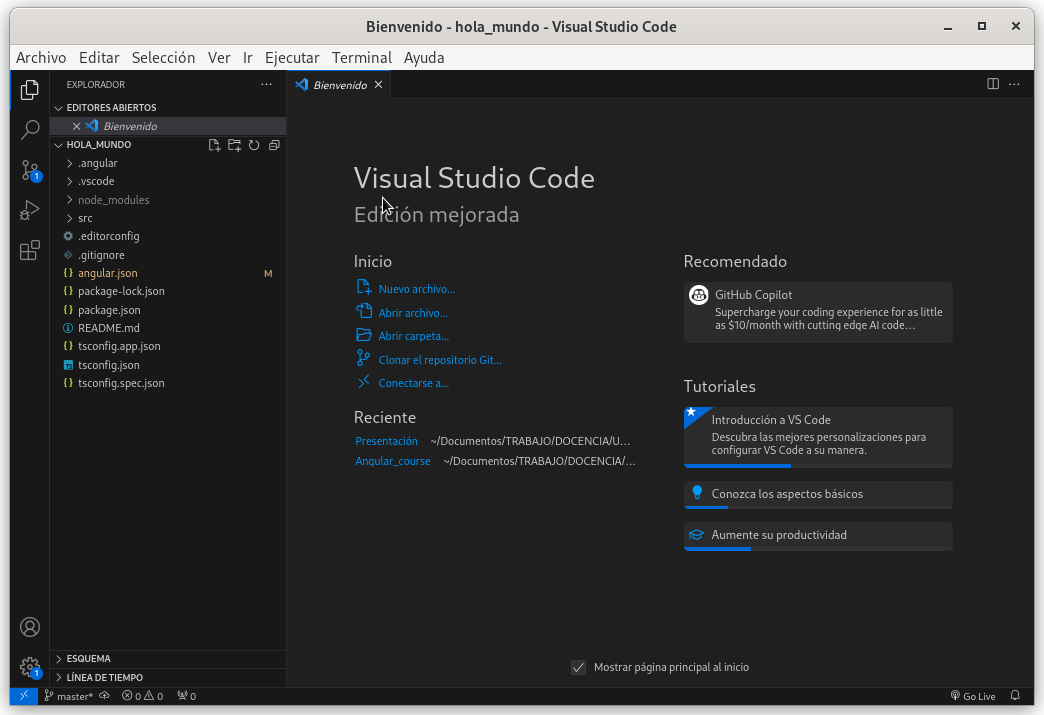 Bienvenido - hola_mundo - Visual Studio Code
Archivo Editar Selección Ver Ir Ejecutar Terminal Ayuda
EXPLORADOR
EDITORES ABIERTOS
Bienvenido
HOLA_MUNDO
.angular
.vscode
node_modules
src
.editorconfig
.gitignore
angular.json M
package-lock.json
package.json
README.md
tsconfig.app.json
tsconfig.json
tsconfig.spec.json
ESQUEMA
LÍNEA DE TIEMPO
1
1
Bienvenido
Visual Studio Code
Edición mejorada
Inicio
Nuevo archivo...
Abrir archivo...
Abrir carpeta...
Clonar el repositorio Git...
Conectarse a...
Reciente
Presentación ~/Documentos/TRABAJO/DOCENCIA/U...
Angular_course ~/Documentos/TRABAJO/DOCENCIA/...
Recomendado
GitHub Copilot
Supercharge your coding experience for as little
as $10/month with cutting edge AI code...
Tutoriales
Introducción a VS Code
Descubra las mejores personalizaciones para
configurar VS Code a su manera.
Conozca los aspectos básicos
Aumente su productividad
Mostrar página principal al inicio
master* 0 0 0 Go Live